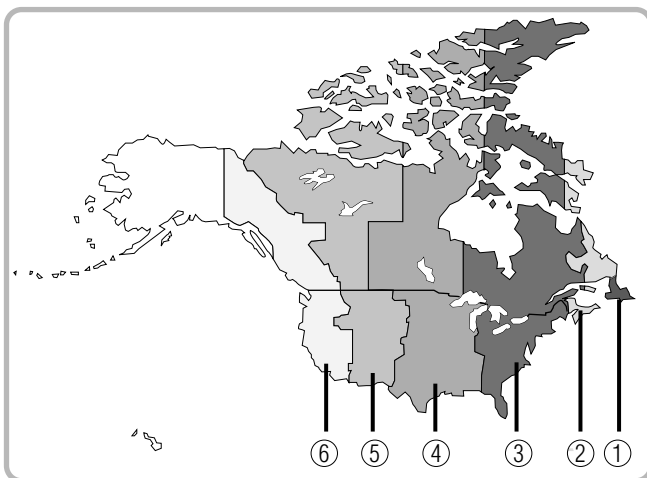 ⑥ ⑤ ④ ③ ② ①